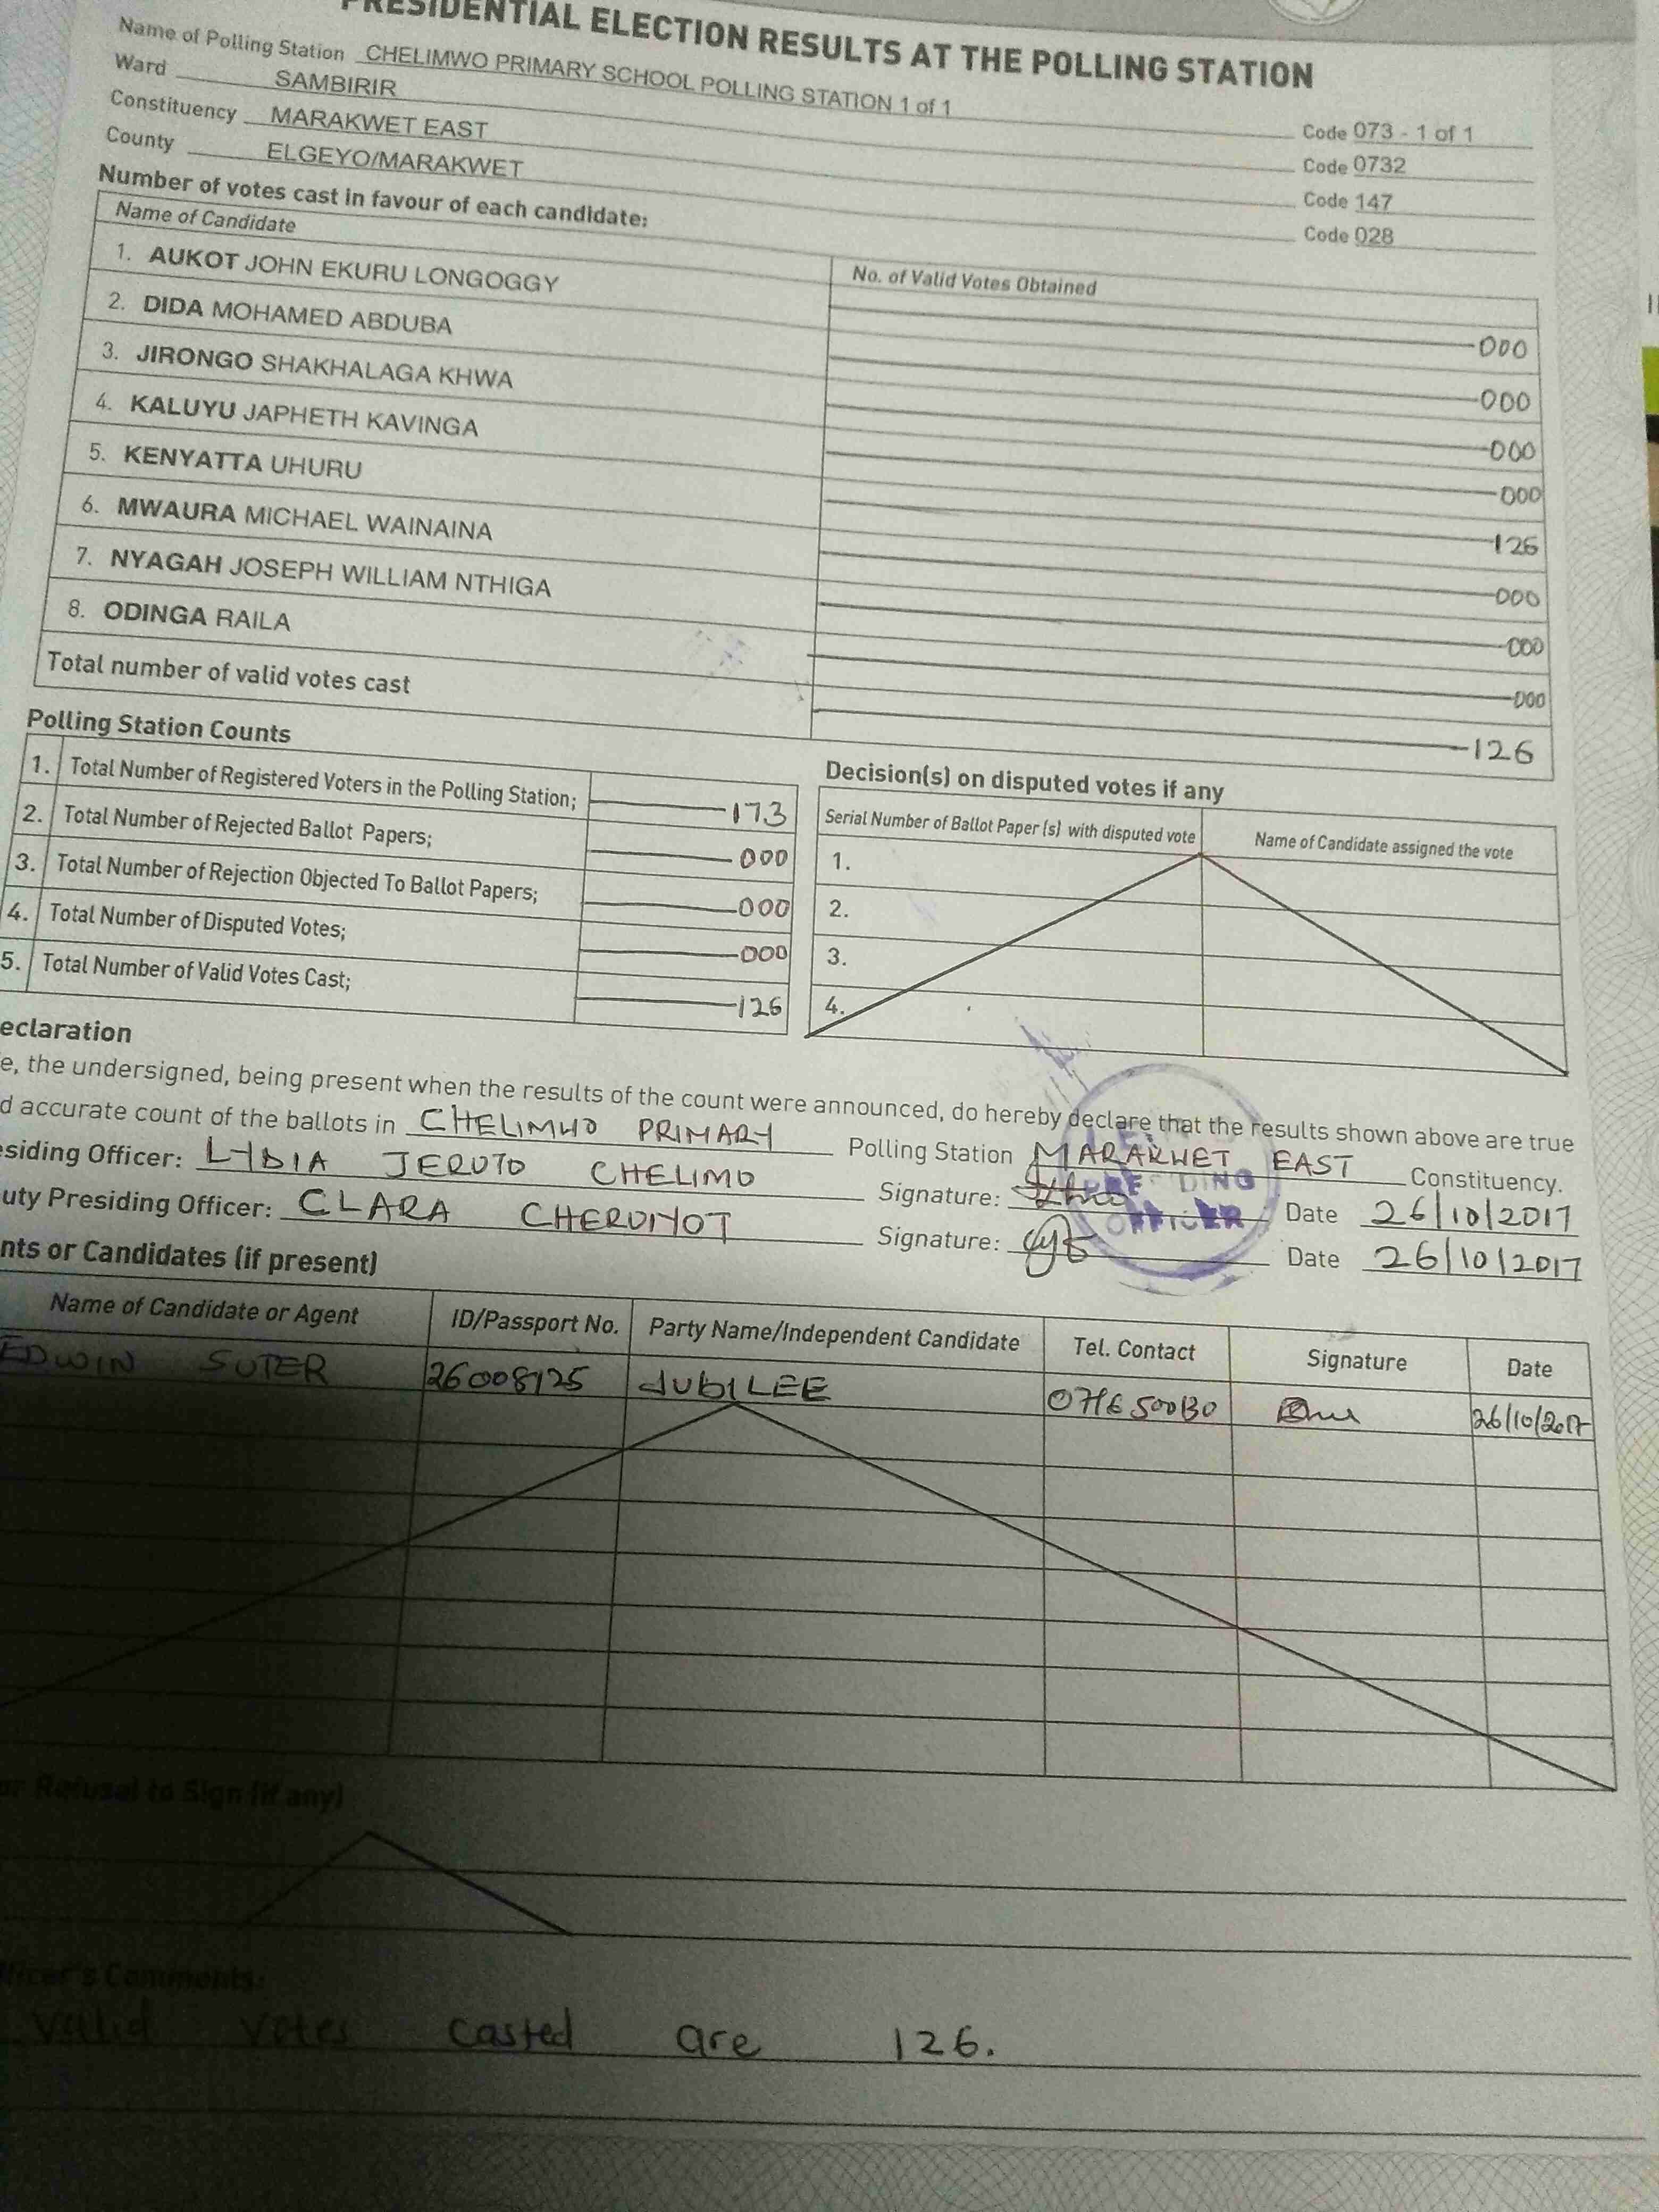 PRESIDENTIAL ELECTION RESULTS AT THE POLLING STATION
Name of Polling Station CHELIMWO PRIMARY SCHOOL POLLING STATION 1 of 1 Code 073 - 1 of 1
Ward SAMBIRIR Code 0732
Constituency MARAKWET EAST Code 147
County ELGEYO/MARAKWET Code 028
Number of votes cast in favour of each candidate:
Name of Candidate No. of Valid Votes Obtained
1. AUKOT JOHN EKURU LONGOGGY 000
2. DIDA MOHAMED ABDUBA 000
3. JIRONGO SHAKHALAGA KHWA 000
4. KALUYU JAPHETH KAVINGA 000
5. KENYATTA UHURU 126
6. MWAURA MICHAEL WAINAINA 000
7. NYAGAH JOSEPH WILLIAM NTHIGA 000
8. ODINGA RAILA 000
Total number of valid votes cast 126
Polling Station Counts
1. Total Number of Registered Voters in the Polling Station; 173
2. Total Number of Rejected Ballot Papers; 000
3. Total Number of Rejection Objected To Ballot Papers; 000
4. Total Number of Disputed Votes; 000
5. Total Number of Valid Votes Cast; 126
Decision(s) on disputed votes if any
Serial Number of Ballot Paper (s) with disputed vote Name of Candidate assigned the vote
1.
2.
3.
4.
eclaration
e, the undersigned, being present when the results of the count were announced, do hereby declare that the results shown above are true
d accurate count of the ballots in CHELIMWO PRIMARY Polling Station MARAKWET EAST Constituency.
esiding Officer: LYDIA JERUTO CHELIMO Signature: Date 26/10/2017
uty Presiding Officer: CLARA CHERUIYOT Signature: Date 26/10/2017
PRESIDING
OFFICER
nts or Candidates (if present)
Name of Candidate or Agent ID/Passport No. Party Name/Independent Candidate Tel. Contact Signature Date
EDWIN SUTER 26008125 JUBILEE 26/10/2017
or Refusal to Sign (if any)
ficer's Comments:
Valid votes casted are 126.